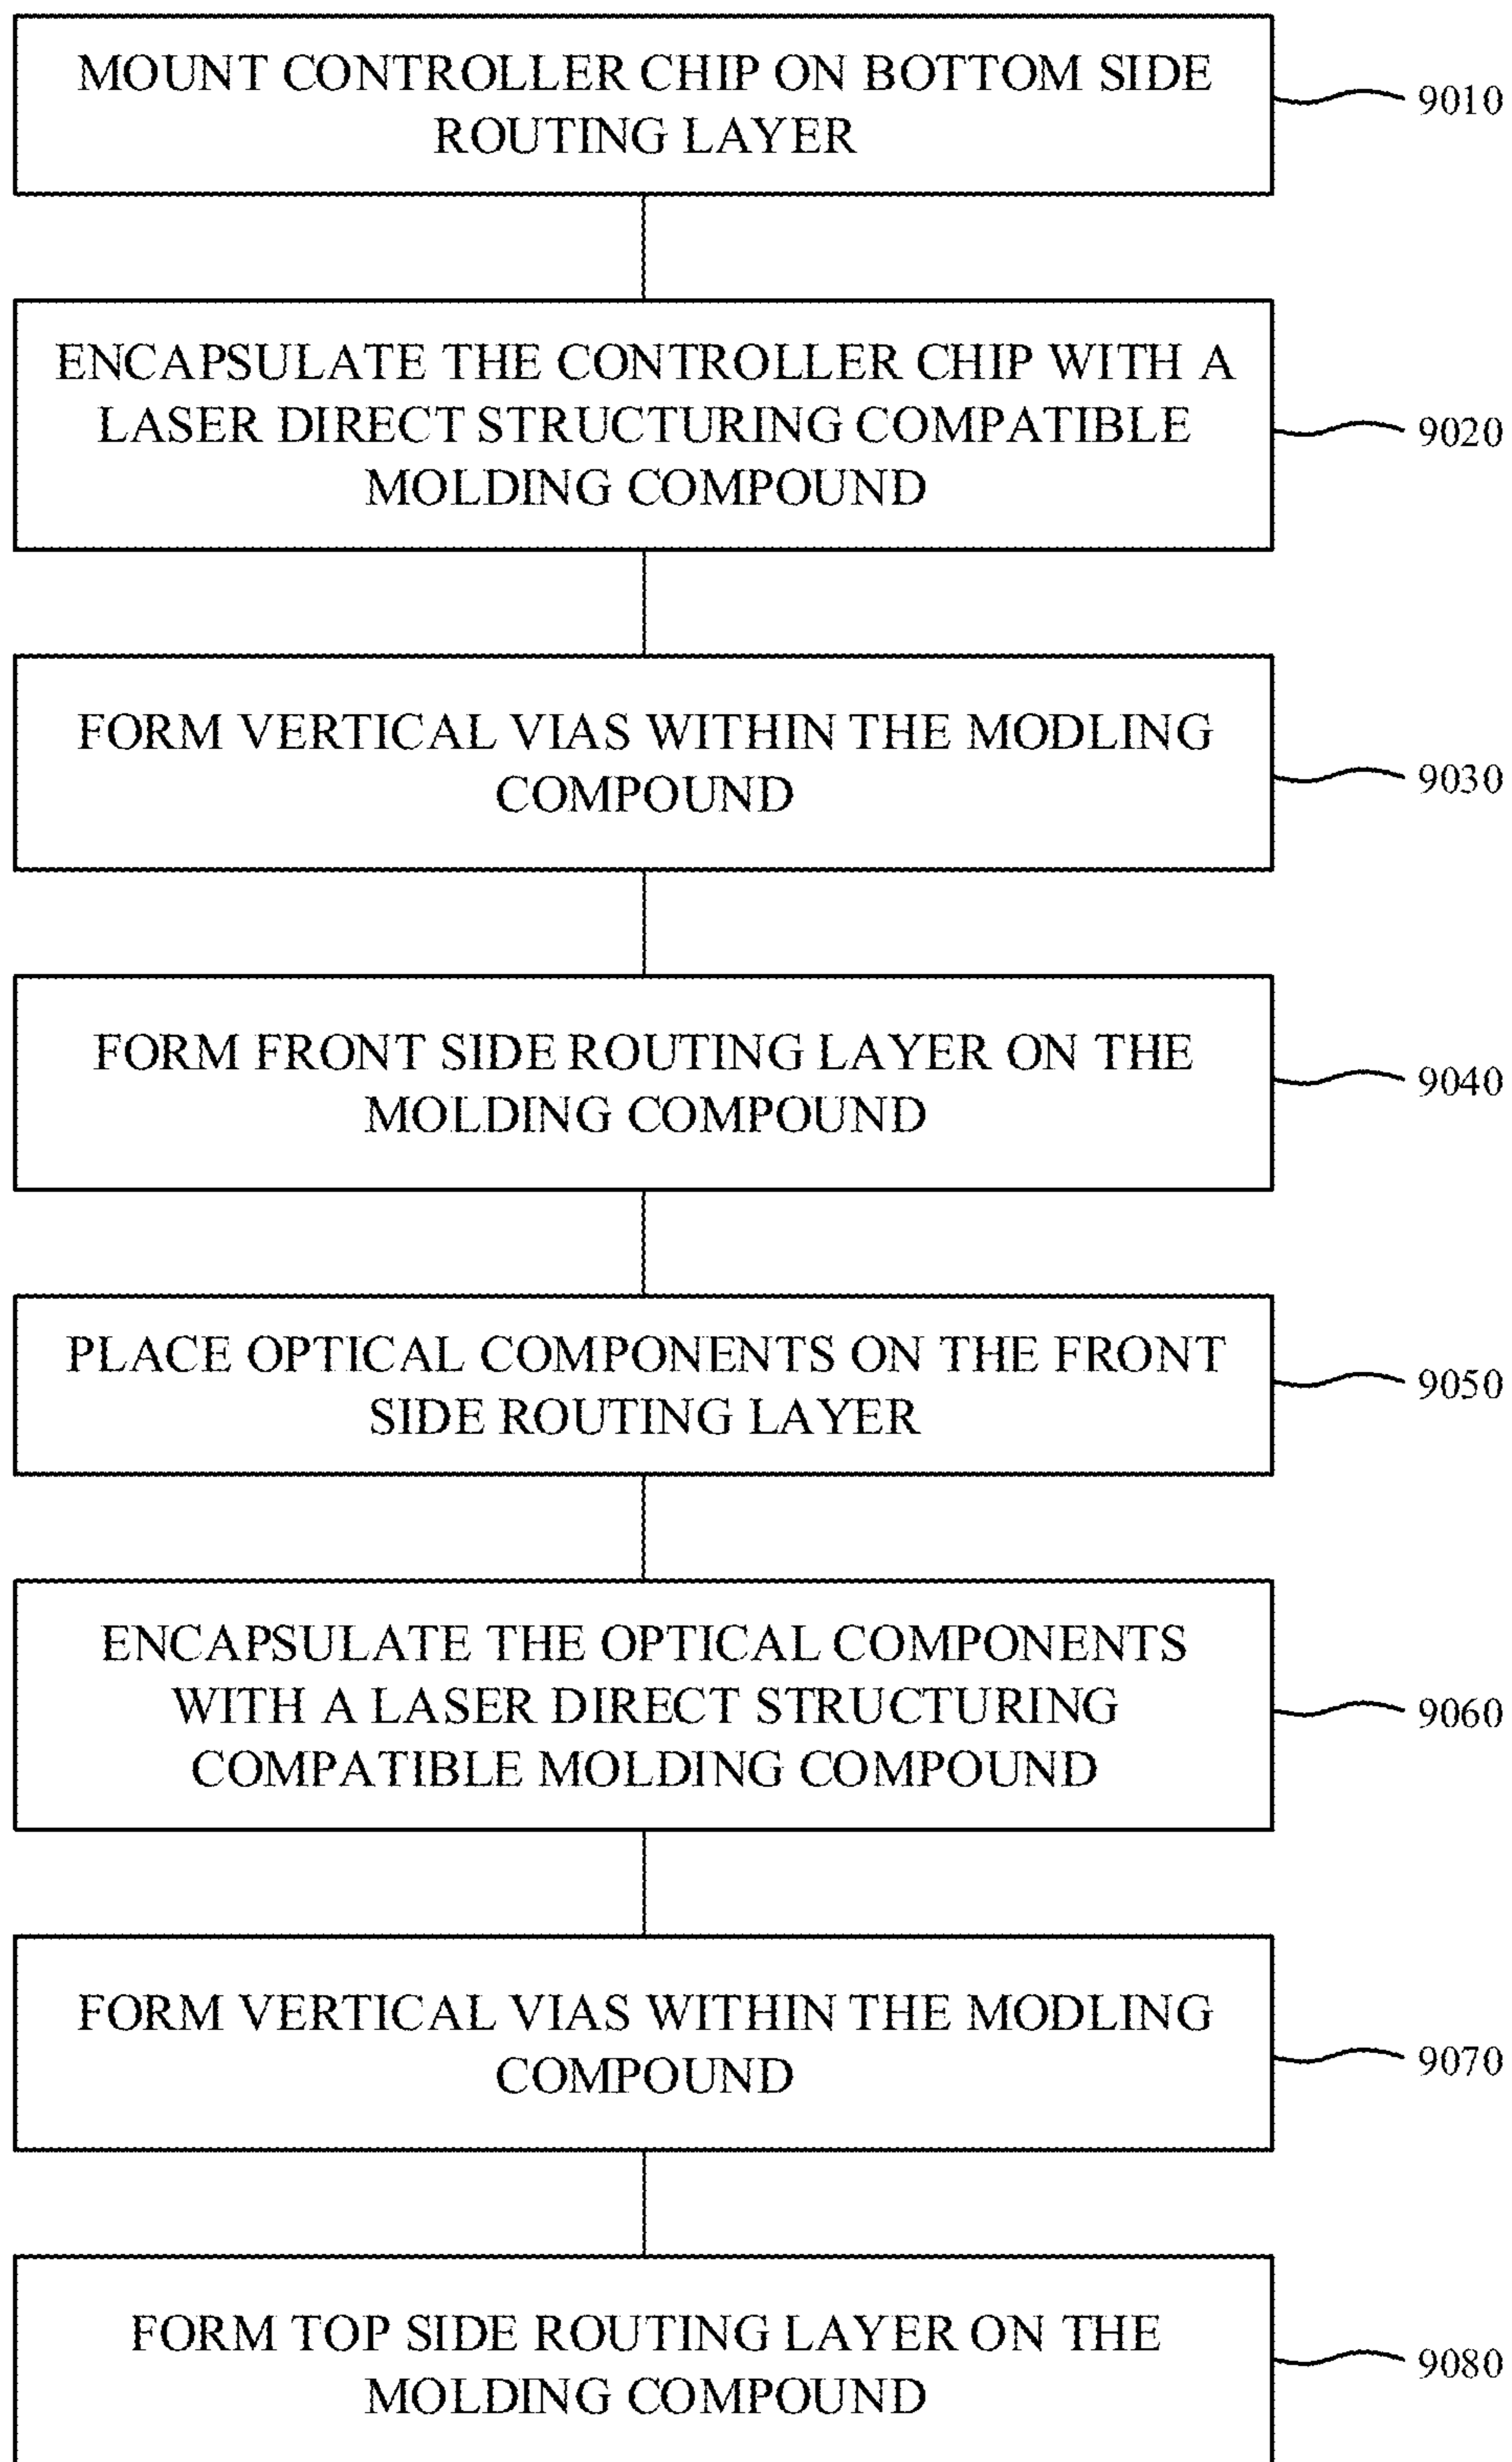 MOUNT CONTROLLER CHIP ON BOTTOM SIDE
ROUTING LAYER
9010
ENCAPSULATE THE CONTROLLER CHIP WITH A
LASER DIRECT STRUCTURING COMPATIBLE
MOLDING COMPOUND
9020
FORM VERTICAL VIAS WITHIN THE MODLING
COMPOUND
9030
FORM FRONT SIDE ROUTING LAYER ON THE
MOLDING COMPOUND
9040
PLACE OPTICAL COMPONENTS ON THE FRONT
SIDE ROUTING LAYER
9050
ENCAPSULATE THE OPTICAL COMPONENTS
WITH A LASER DIRECT STRUCTURING
COMPATIBLE MOLDING COMPOUND
9060
FORM VERTICAL VIAS WITHIN THE MODLING
COMPOUND
9070
FORM TOP SIDE ROUTING LAYER ON THE
MOLDING COMPOUND
9080